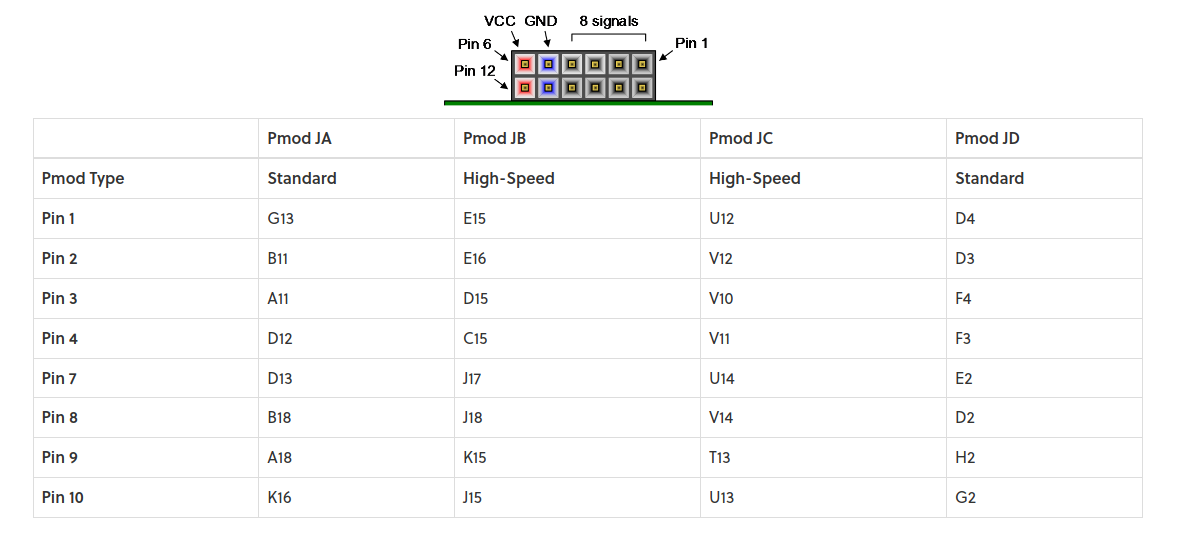 VCC GND 8 signals
Pin 6 Pin 1
Pin 12
Pmod JA Pmod JB Pmod JC Pmod JD
Pmod Type Standard High-Speed High-Speed Standard
Pin 1 G13 E15 U12 D4
Pin 2 B11 E16 V12 D3
Pin 3 A11 D15 V10 F4
Pin 4 D12 C15 V11 F3
Pin 7 D13 J17 U14 E2
Pin 8 B18 J18 V14 D2
Pin 9 A18 K15 T13 H2
Pin 10 K16 J15 U13 G2